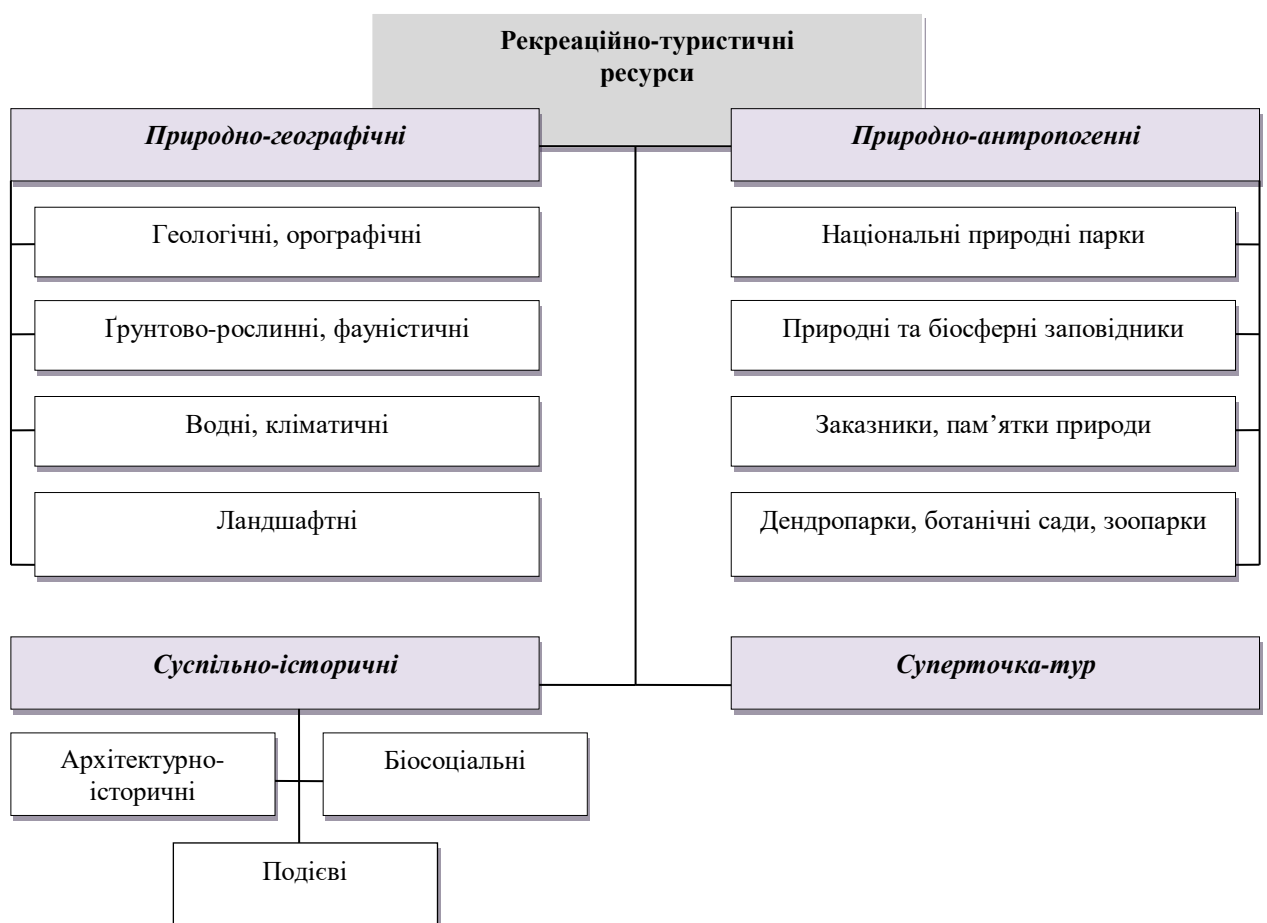 Рекреаційно-туристичні
ресурси
Природно-географічні
Природно-антропогенні
Геологічні, орографічні
Національні природні парки
Ґрунтово-рослинні, фауністичні
Природні та біосферні заповідники
Водні, кліматичні
Заказники, пам’ятки природи
Ландшафтні
Дендропарки, ботанічні сади, зоопарки
Суспільно-історичні
Суперточка-тур
Архітектурно-
історичні
Біосоціальні
Подієві